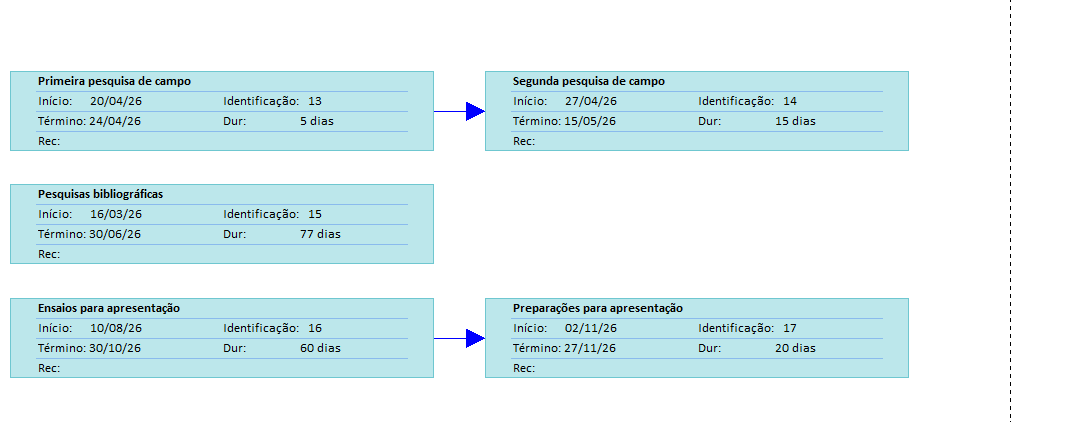 Primeira pesquisa de campo
Início: 20/04/26 Identificação: 13
Término: 24/04/26 Dur: 5 dias
Rec:
Segunda pesquisa de campo
Início: 27/04/26 Identificação: 14
Término: 15/05/26 Dur: 15 dias
Rec:
Pesquisas bibliográficas
Início: 16/03/26 Identificação: 15
Término: 30/06/26 Dur: 77 dias
Rec:
Ensaios para apresentação
Início: 10/08/26 Identificação: 16
Término: 30/10/26 Dur: 60 dias
Rec:
Preparações para apresentação
Início: 02/11/26 Identificação: 17
Término: 27/11/26 Dur: 20 dias
Rec: